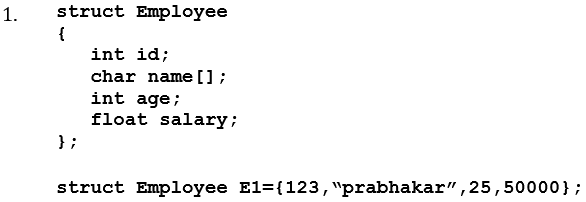 1. struct Employee
{
int id;
char name[];
int age;
float salary;
};
struct Employee E1={123,“prabhakar”,25,50000};